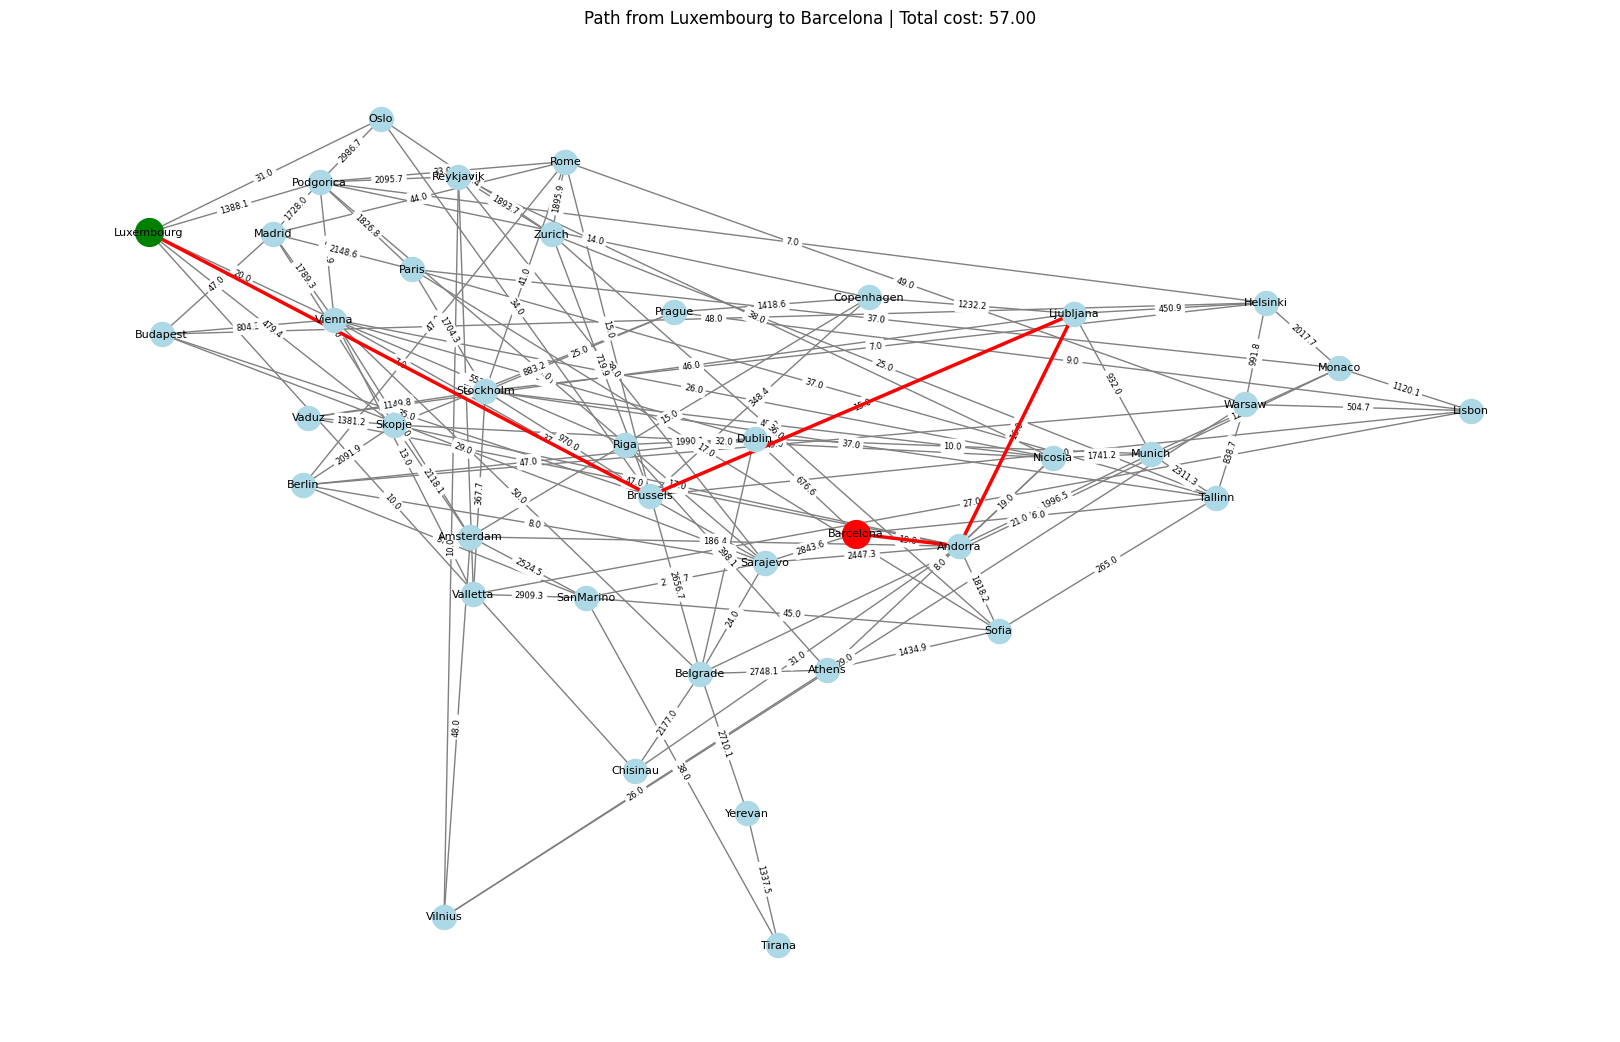 Path from Luxembourg to Barcelona | Total cost: 57.00
Oslo
2986.7
Rome
31.0
Podgorica
2095.7
Reykjavik
1388.1
1728.0
44.0
1893.7
1895.9
Luxembourg
Madrid
1826.8
Zurich
14.0
7.0
2148.6
Paris
20.0
47.0
1789.3
41.0
49.0
479.4
34.0
Copenhagen
1418.6
1232.2
Helsinki
450.9
Prague
48.0
38.0
37.0
Ljubljana
Vienna
Budapest
1704.3
15.0
2017.7
25.0
883.2
7.0
991.8
9.0
Monaco
719.9
46.0
25.0
932.0
1120.1
Stockholm
26.0
37.0
348.4
1149.8
15.0
Warsaw
504.7
Lisbon
Vaduz
1381.2
Skopje
15.0
Riga
1990
32.0
Dublin
37.0
10.0
970.0
29.0
17.0
2091.9
13.0
47.0
Nicosia
1741.2
Munich
838.7
2311.3
Berlin
2118.1
367.7
47.0
Brussels
676.6
27.0
19.0
1996.5
Tallinn
50.0
10.0
8.0
21.0
Amsterdam
186.4
Barcelona
19.0
Andorra
10.0
398.1
2843.6
2447.3
Sarajevo
8.0
265.0
2524.5
2656.7
1818.2
Valletta
2909.3
SanMarino
45.0
24.0
Sofia
1434.9
31.0
Belgrade
2748.1
Athens
48.0
2177.0
2710.1
38.0
Chisinau
26.0
Yerevan
1337.5
Vilnius
Tirana